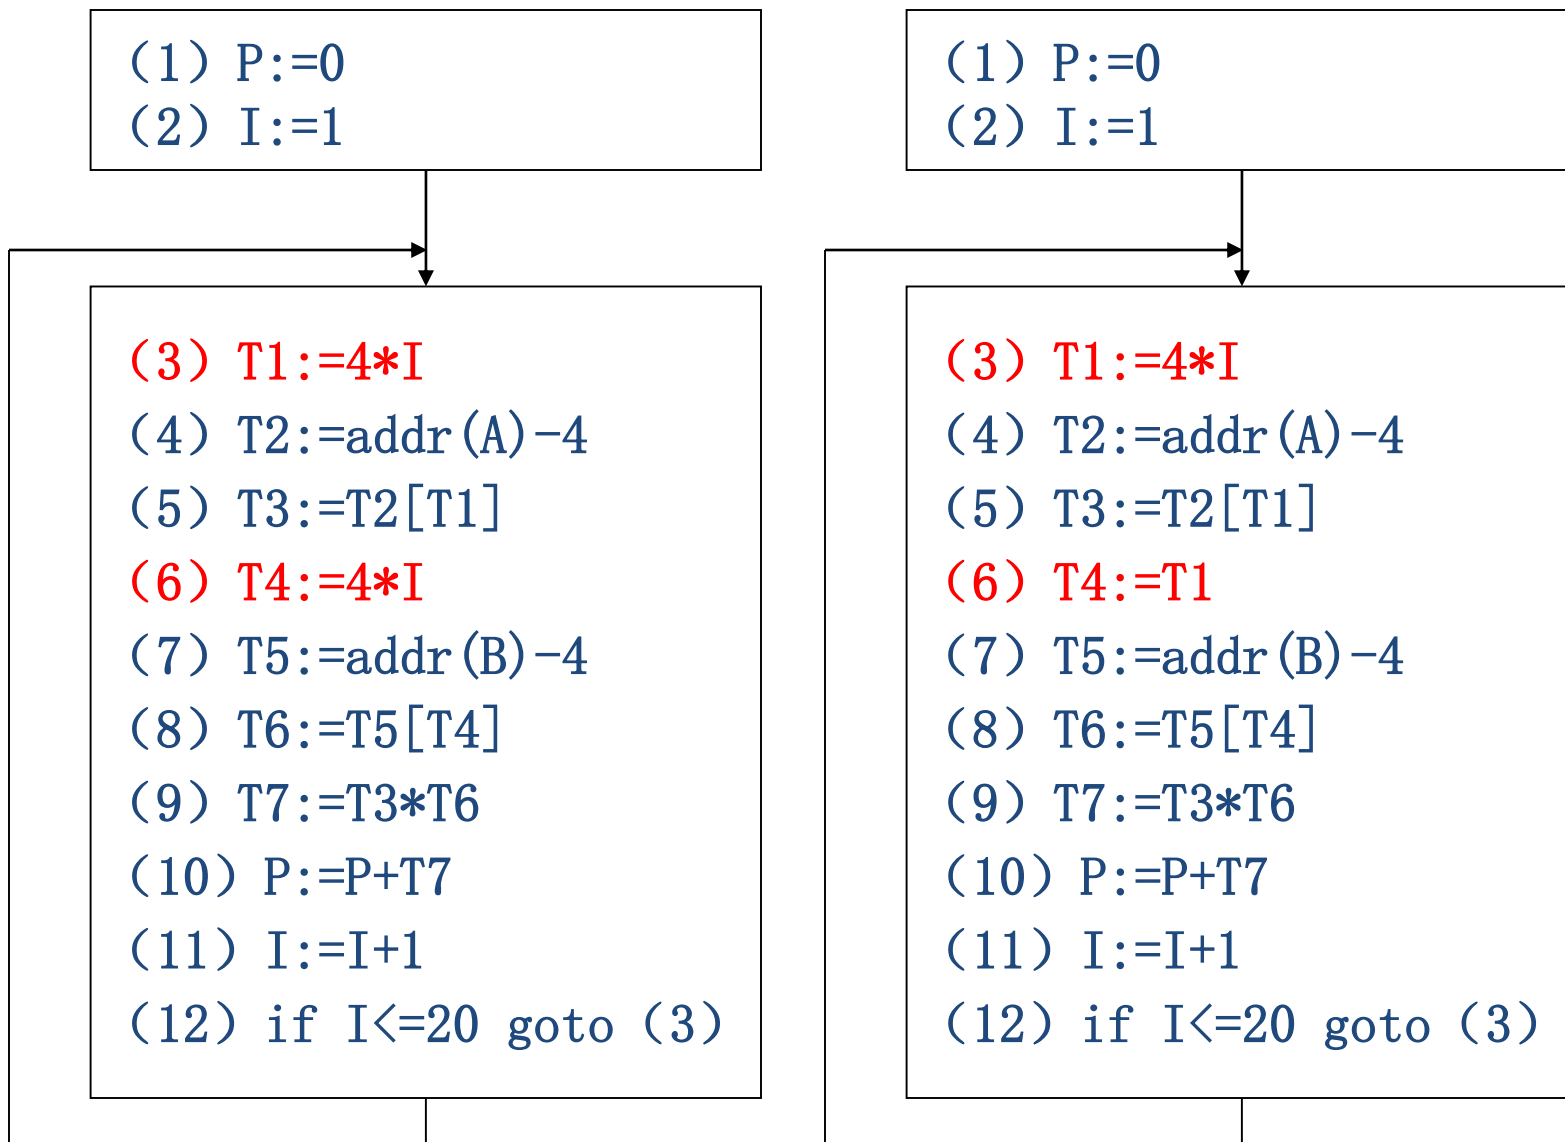 (1) P:=0
(2) I:=1
(3) T1:=4*I
(4) T2:=addr(A)-4
(5) T3:=T2[T1]
(6) T4:=4*I
(7) T5:=addr(B)-4
(8) T6:=T5[T4]
(9) T7:=T3*T6
(10) P:=P+T7
(11) I:=I+1
(12) if I<=20 goto (3)
(1) P:=0
(2) I:=1
(3) T1:=4*I
(4) T2:=addr(A)-4
(5) T3:=T2[T1]
(6) T4:=T1
(7) T5:=addr(B)-4
(8) T6:=T5[T4]
(9) T7:=T3*T6
(10) P:=P+T7
(11) I:=I+1
(12) if I<=20 goto (3)